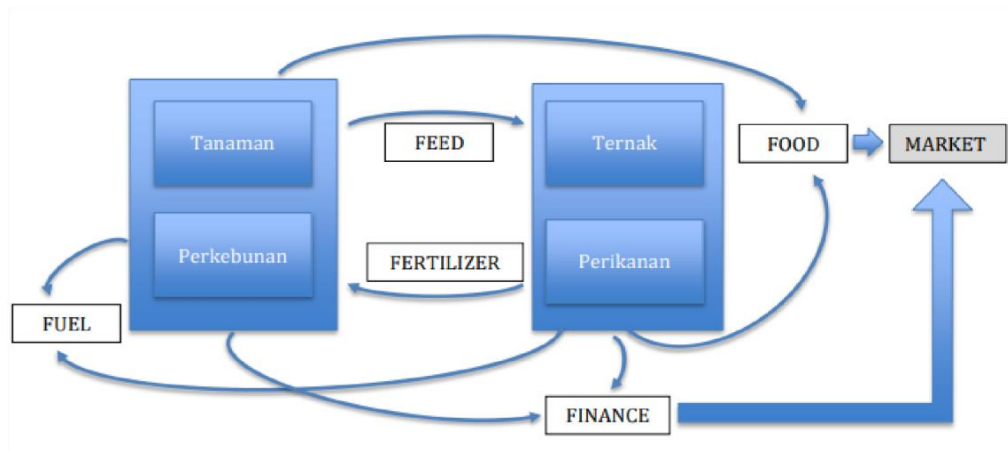 Tanaman
FEED
Ternak
FOOD
MARKET
Perkebunan
FERTILIZER
Perikanan
FUEL
FINANCE